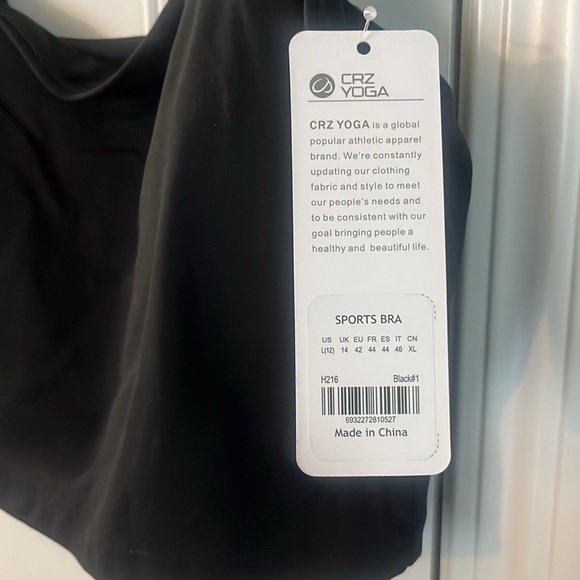 CRZ
YOGA
CRZ YOGA is a global
popular athletic apparel
brand. We're constantly
updating our clothing
fabric and style to meet
our people's needs and
to be consistent with our
goal bringing people a
healthy and beautiful life.
SPORTS BRA
US UK EU FR ES IT CN
L(12) 14 42 44 44 46 XL
H216 Black#1
6932272810527
Made in China